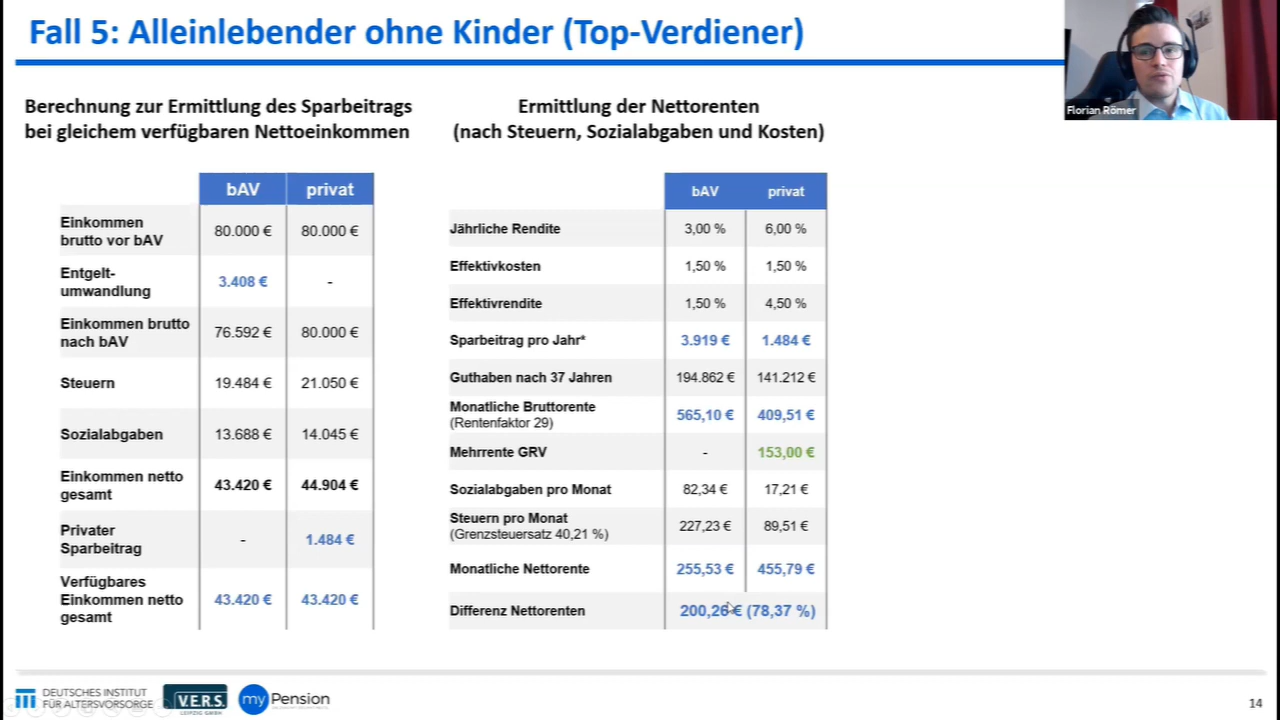 Fall 5: Alleinlebender ohne Kinder (Top-Verdiener)
Florian Römer
Berechnung zur Ermittlung des Sparbeitrags
bei gleichem verfügbaren Nettoeinkommen
bAV privat
Einkommen
brutto vor bAV 80.000 € 80.000 €
Entgelt-
umwandlung 3.408 € -
Einkommen brutto
nach bAV 76.592 € 80.000 €
Steuern 19.484 € 21.050 €
Sozialabgaben 13.688 € 14.045 €
Einkommen netto
gesamt 43.420 € 44.904 €
Privater
Sparbeitrag - 1.484 €
Verfügbares
Einkommen netto 43.420 € 43.420 €
gesamt
Ermittlung der Nettorenten
(nach Steuern, Sozialabgaben und Kosten)
bAV privat
Jährliche Rendite 3,00 % 6,00 %
Effektivkosten 1,50 % 1,50 %
Effektivrendite 1,50 % 4,50 %
Sparbeitrag pro Jahr* 3.919 € 1.484 €
Guthaben nach 37 Jahren 194.862 € 141.212 €
Monatliche Bruttorente 565,10 € 409,51 €
(Rentenfaktor 29)
Mehrrente GRV - 153,00 €
Sozialabgaben pro Monat 82,34 € 17,21 €
Steuern pro Monat 227,23 € 89,51 €
(Grenzsteuersatz 40,21 %)
Monatliche Nettorente 255,53 € 455,79 €
Differenz Nettorenten 200,26 € (78,37 %)
DEUTSCHES INSTITUT
FÜR ALTERSVORSORGE
V.E.R.S.
LEIPZIG GMBH
myPension
14